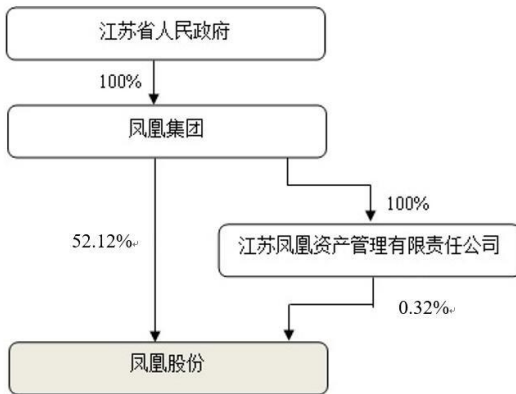 江苏省人民政府
100%
凤凰集团
100%
52.12%
江苏凤凰资产管理有限责任公司
0.32%
凤凰股份